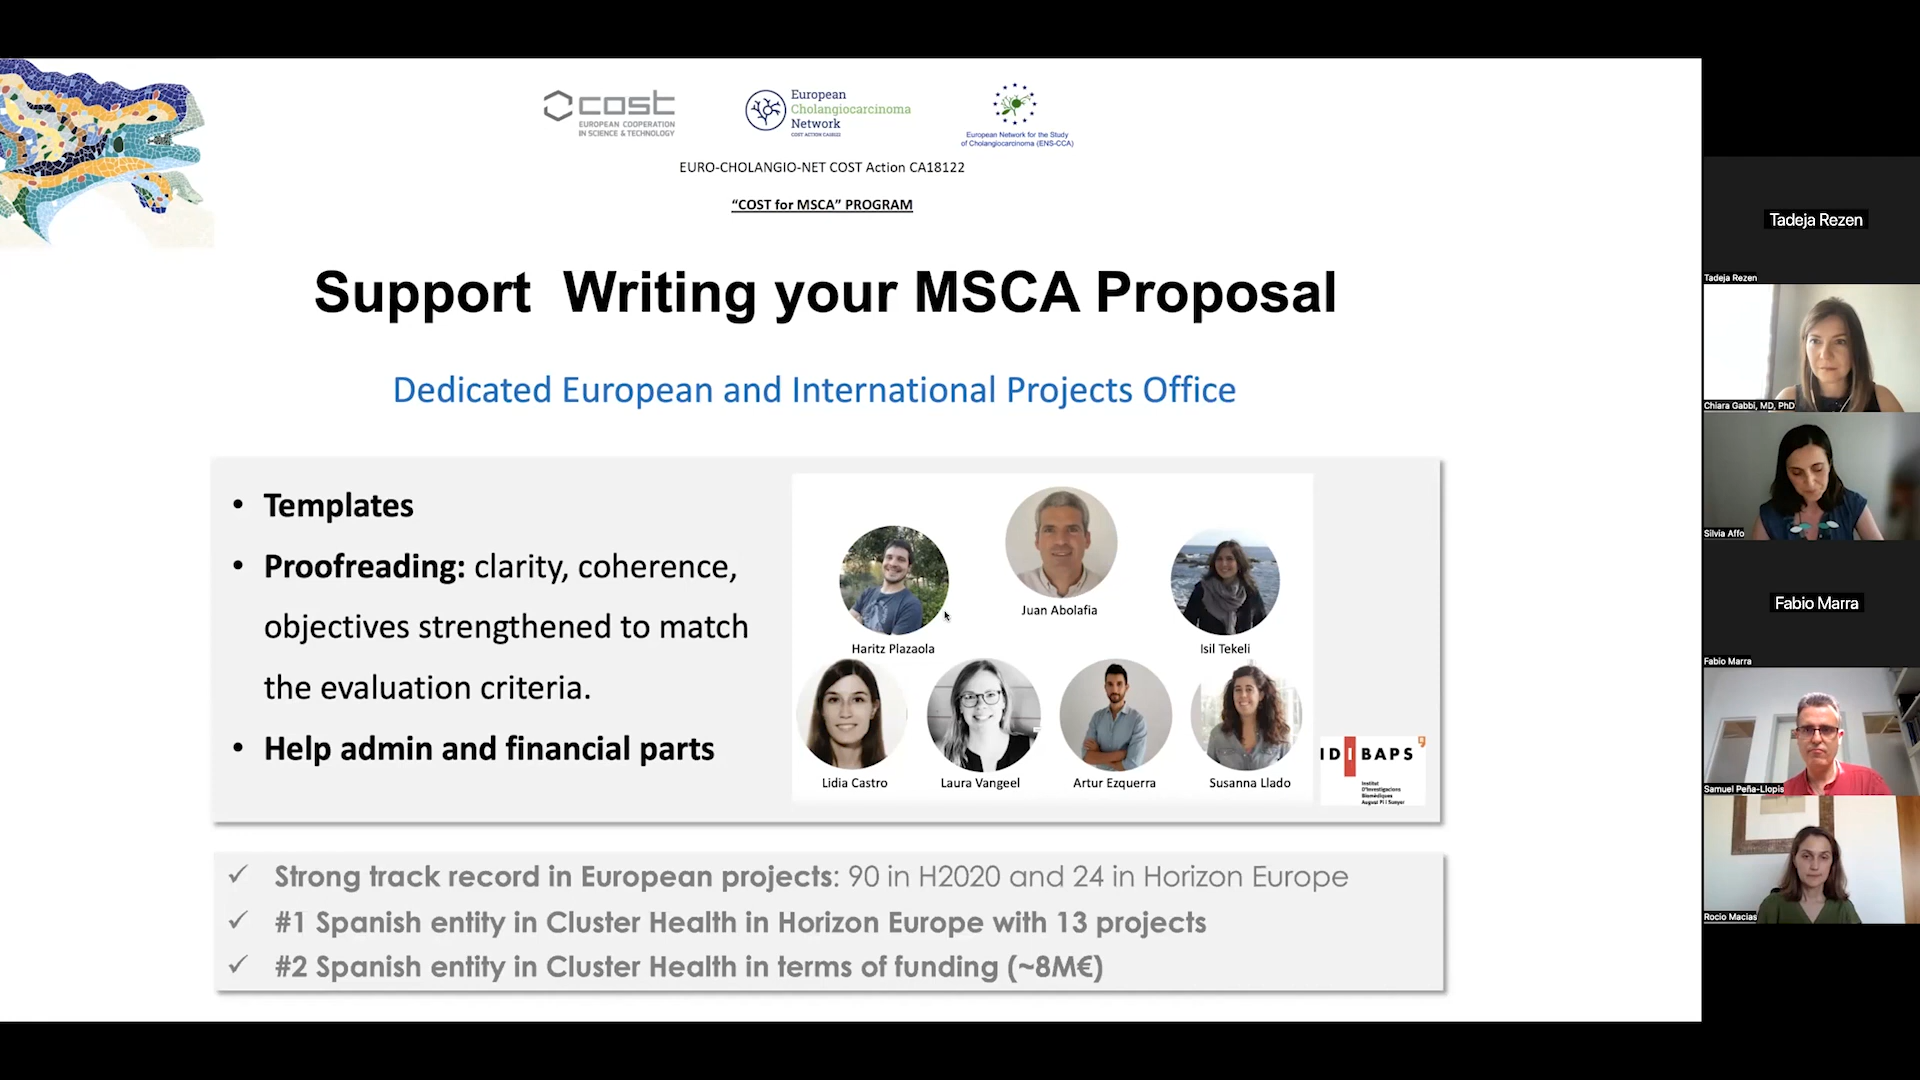 cost
EUROPEAN COOPERATION
IN SCIENCE & TECHNOLOGY
European
Cholangiocarcinoma
Network
COST ACTION CA18122
European Network for the Study
of Cholangiocarcinoma (ENS-CCA)
EURO-CHOLANGIO-NET COST Action CA18122
“COST for MSCA” PROGRAM
Support Writing your MSCA Proposal
Dedicated European and International Projects Office
• Templates
• Proofreading: clarity, coherence,
objectives strengthened to match
the evaluation criteria.
• Help admin and financial parts
Juan Abolafia
Haritz Plazaola
Isil Tekeli
Lidia Castro
Laura Vangeel
Artur Ezquerra
Susanna Llado
IDIBAPS
Institut
D'Investigacions
Biomèdiques
August Pi i Sunyer
✓ Strong track record in European projects: 90 in H2020 and 24 in Horizon Europe
✓ #1 Spanish entity in Cluster Health in Horizon Europe with 13 projects
✓ #2 Spanish entity in Cluster Health in terms of funding (~8M€)
Tadeja Rezen
Tadeja Rezen
Chiara Gabbi, MD, PhD
Silvia Affo
Fabio Marra
Fabio Marra
Samuel Peña-Llopis
Rocio Macias